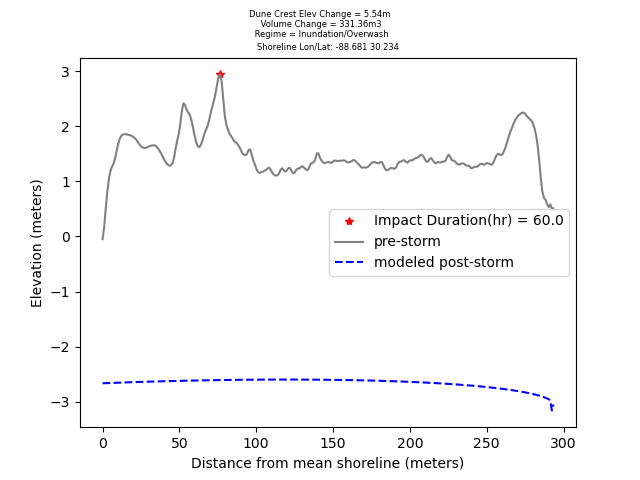 Dune Crest Elev Change = 5.54m
Volume Change = 331.36m3
Regime = Inundation/Overwash
Shoreline Lon/Lat: -88.681 30.234
3
2
1
0
−1
−2
−3
Elevation (meters)
Impact Duration(hr) = 60.0
pre-storm
modeled post-storm
0 50 100 150 200 250 300
Distance from mean shoreline (meters)